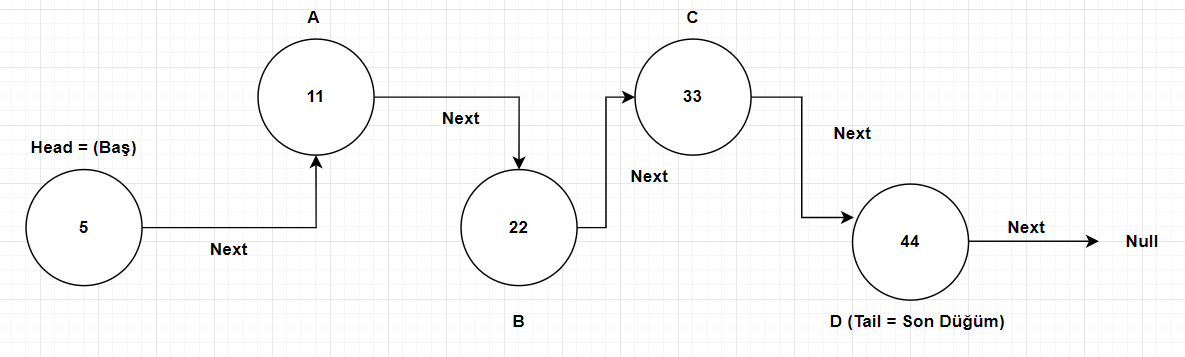 A
C
11
33
Next
Next
Head = (Baş)
Next
5
22
Next
44
Next
Null
B
D (Tail = Son Düğüm)